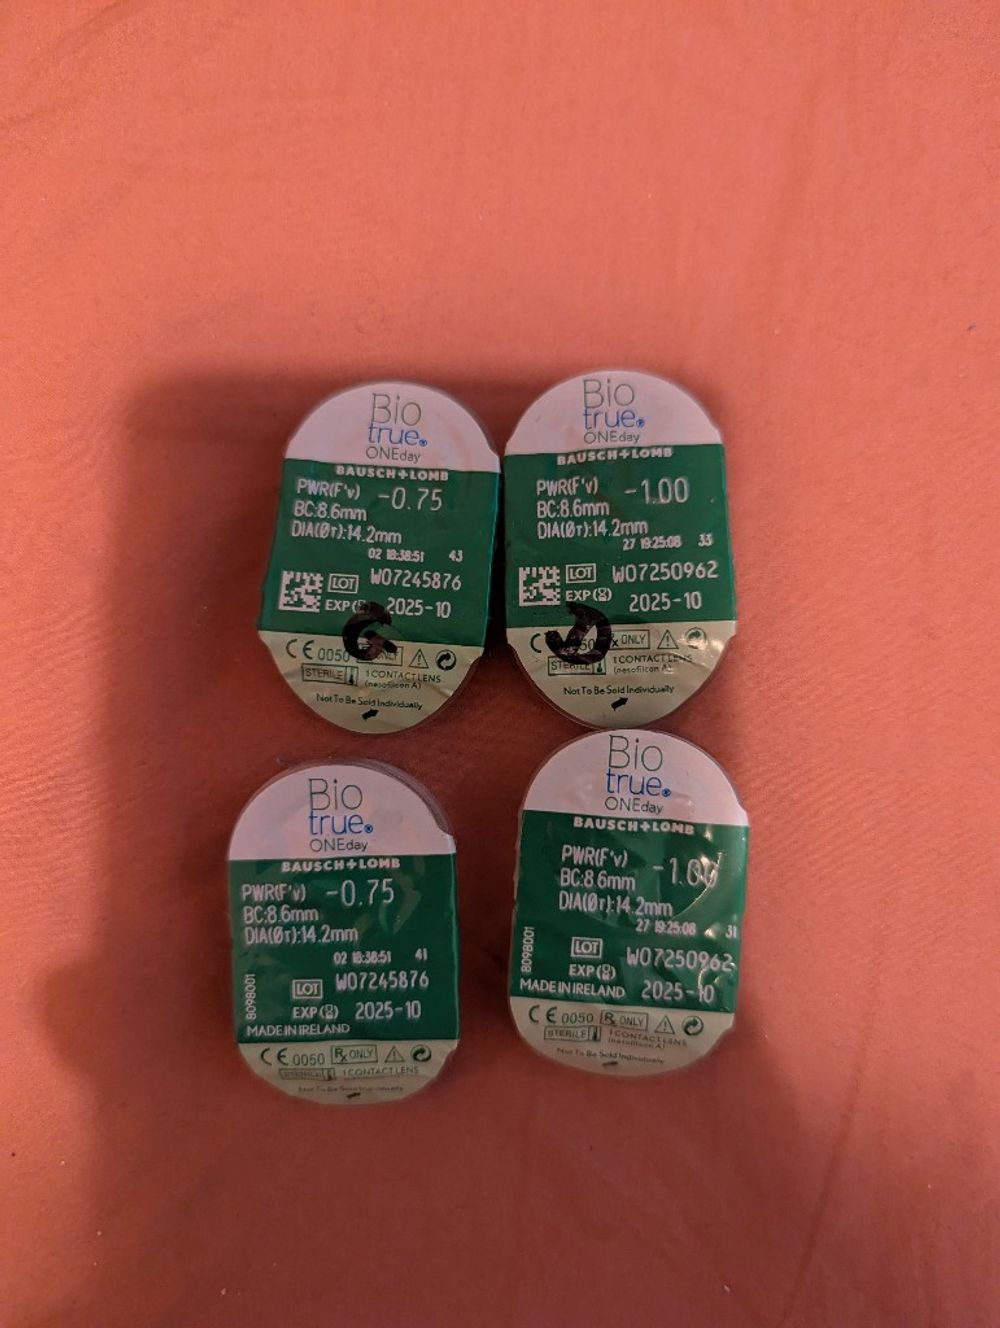 Bio
true®
ONEday
BAUSCH+LOMB
PWR(F'v) -0.75
BC:8.6mm
DIA(Øт):14.2mm
02 18:38:51 43
LOT W07245876
EXP 2025-10
CE 0050 ONLY
STERILE 1 CONTACT LENS
(nesofilcon A)
Not To Be Sold Individually
Bio
true®
ONEday
BAUSCH+LOMB
PWR(F'v) -1.00
BC:8.6mm
DIA(Øт):14.2mm
27 19:25:08 33
LOT W07250962
EXP 2025-10
Rx ONLY
STERILE 1 CONTACT LENS
(nesofilcon A)
Not To Be Sold Individually
Bio
true®
ONEday
BAUSCH+LOMB
PWR(F'v) -0.75
BC:8.6mm
DIA(Øт):14.2mm
02 18:38:51 41
8098001
LOT W07245876
EXP 2025-10
MADE IN IRELAND
CE 0050 Rx ONLY
STERILE 1 CONTACT LENS
Not To Be Sold Individually
Bio
true®
ONEday
BAUSCH+LOMB
PWR(F'v) -1.00
BC:8.6mm
DIA(Øт):14.2mm
27 19:25:08 31
8098001
LOT W07250962
EXP
MADE IN IRELAND 2025-10
CE 0050 Rx ONLY
STERILE 1 CONTACT LENS
(nesofilcon A)
Not To Be Sold Individually